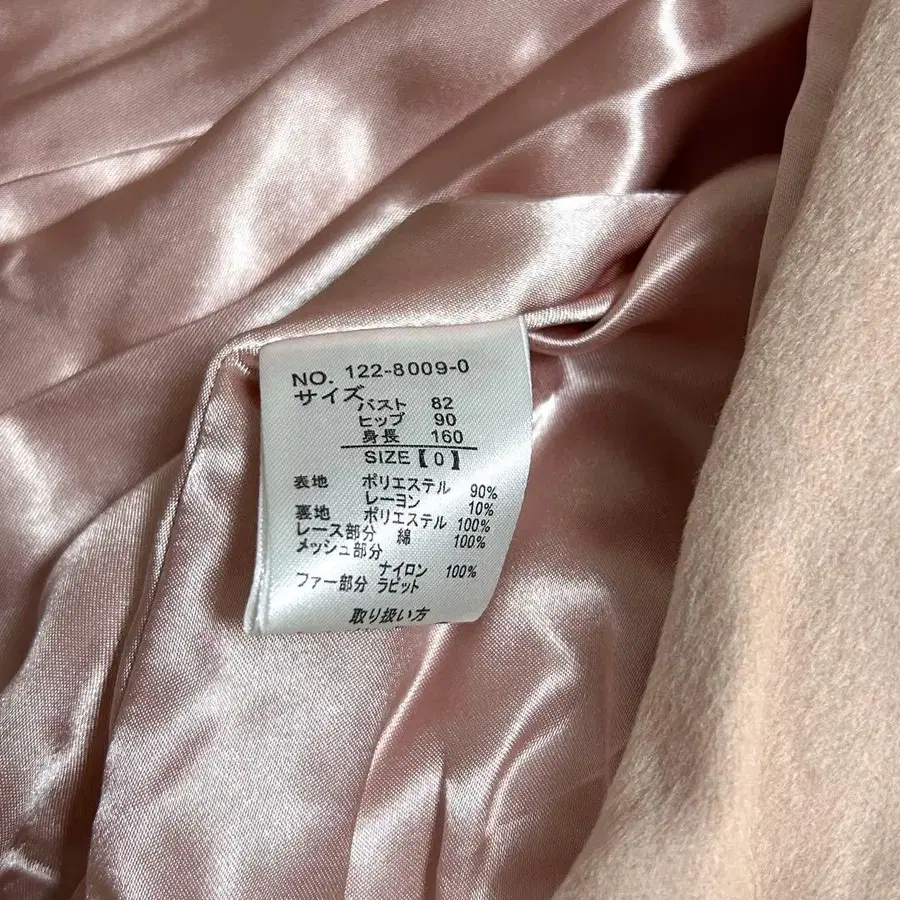 NO. 122-8009-0
サイズ
バスト 82
ヒップ 90
身長 160
SIZE【0】
表地 ポリエステル 90%
レーヨン 10%
裏地 ポリエステル 100%
レース部分 綿 100%
メッシュ部分
ナイロン 100%
ファー部分 ラビット
取り扱い方